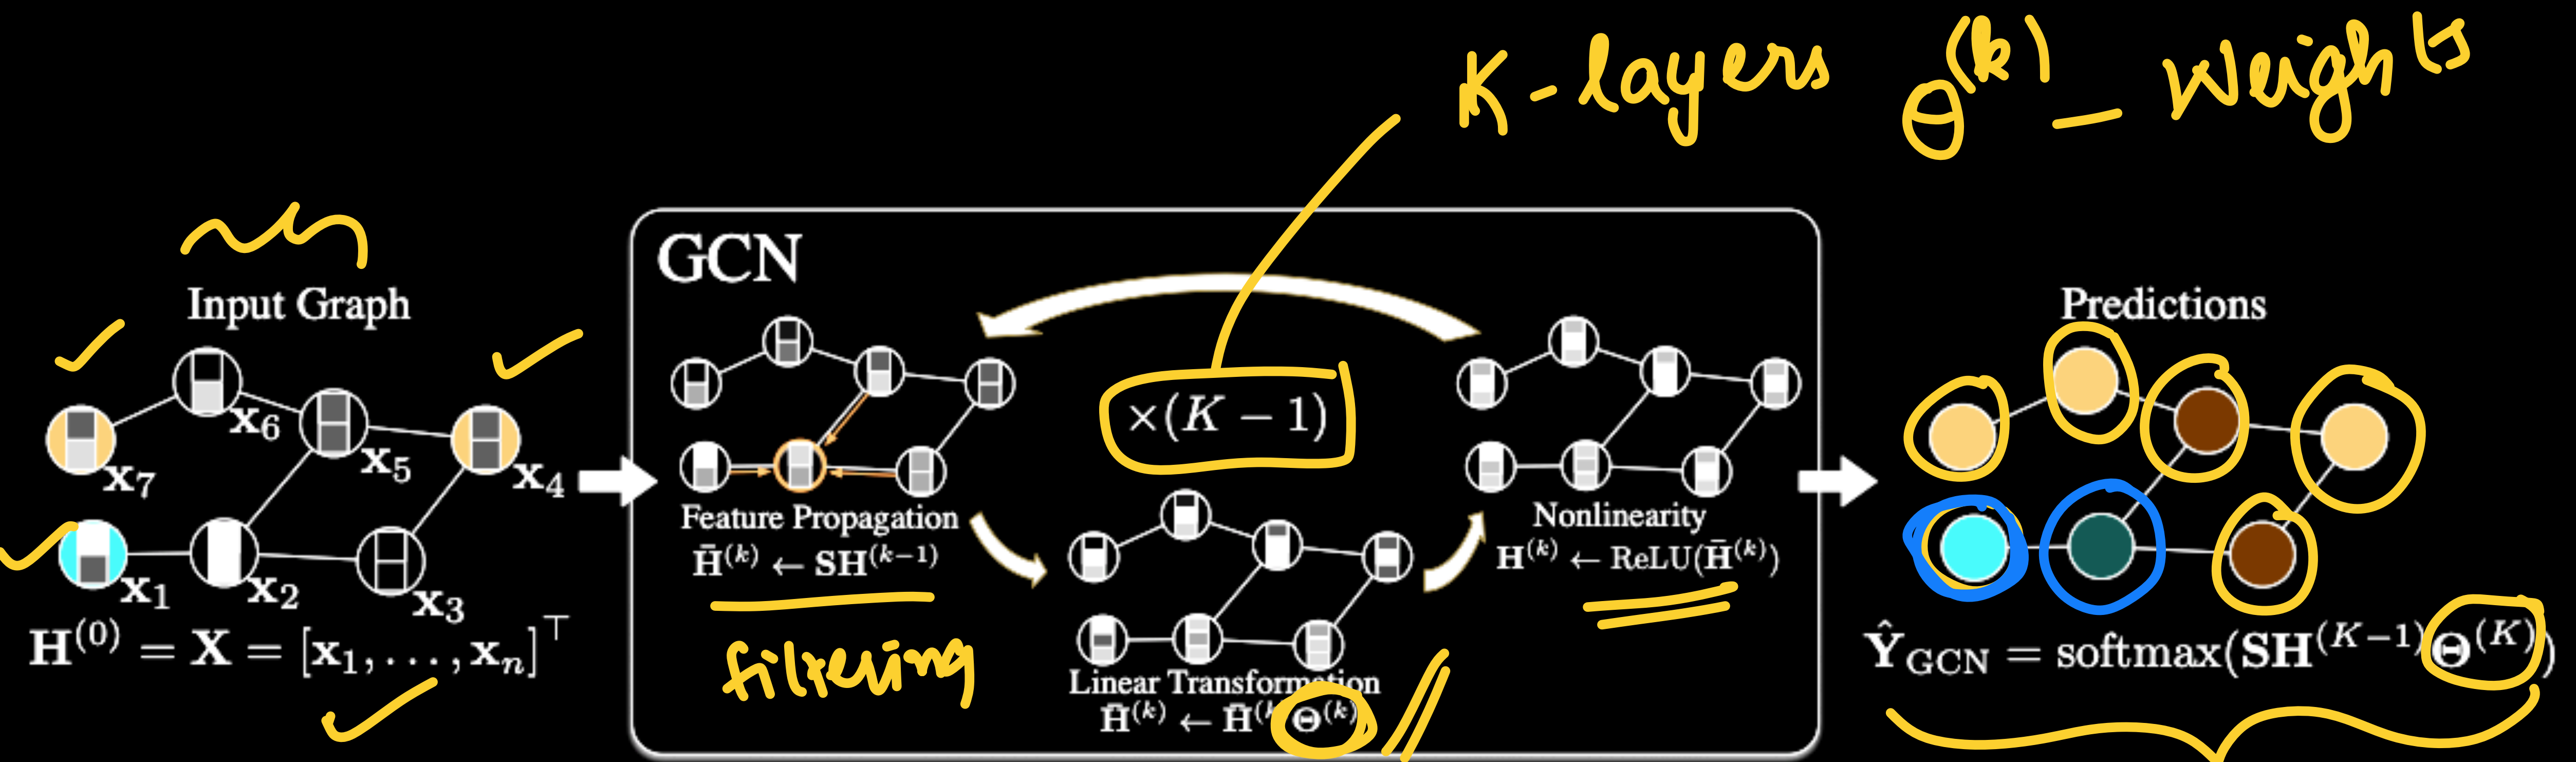 K-layers θ^(k) — Weights
Input Graph
x₇
x₆
x₅
x₄
x₁
x₂
x₃
H^(0) = X = [x₁, . . . , xₙ]^⊤
GCN
×(K − 1)
Feature Propagation
H̄^(k) ← SH^(k−1)
filtering
Linear Transformation
H̄^(k) ← H̄^(k Θ^(k)
Nonlinearity
H^(k) ← ReLU(H̄^(k))
Predictions
Ŷ_GCN = softmax(SH^(K−1) Θ^(K))